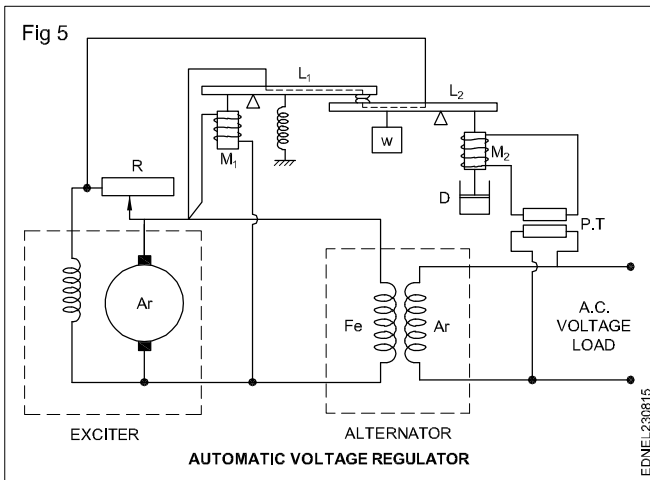 Fig 5
L1
L2
M1
W
M2
R
D
P.T
Ar
Fe
Ar
A.C.
VOLTAGE
LOAD
EXCITER
ALTERNATOR
AUTOMATIC VOLTAGE REGULATOR
EDNEL230815